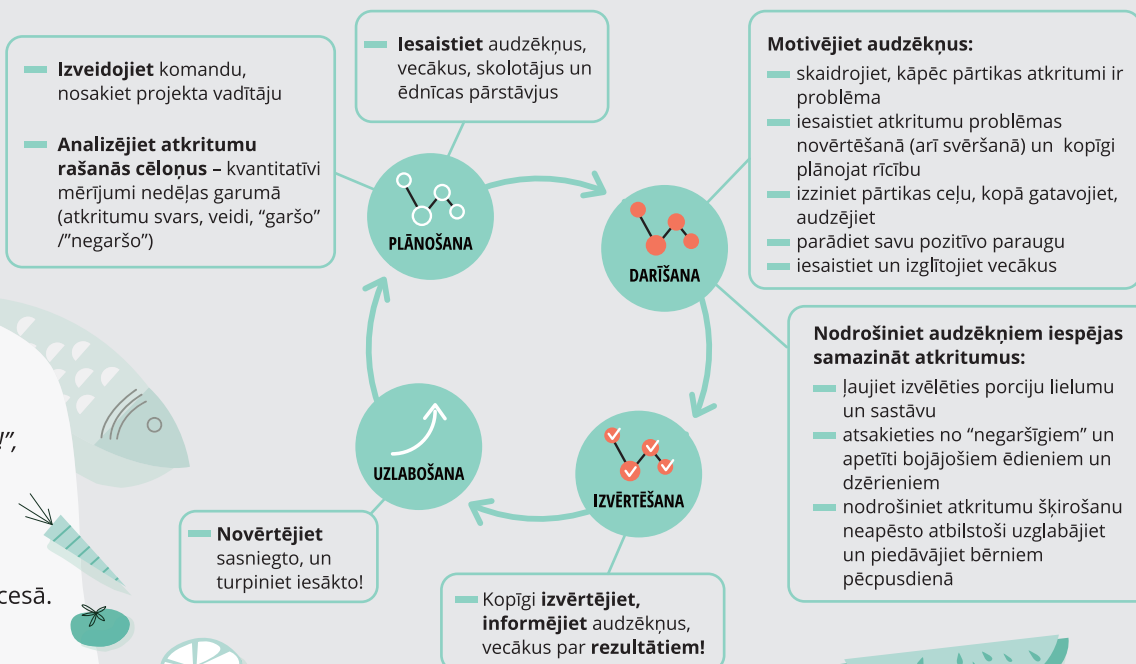 Izveidojiet komandu,
nosakiet projekta vadītāju
Analizējiet atkritumu
rašanās cēloņus – kvantitatīvi
mērījumi nedēļas garumā
(atkritumu svars, veidi, “garšo”
/”negaršo”)
Iesaistiet audzēkņus,
vecākus, skolotājus un
ēdnīcas pārstāvjus
Motivējiet audzēkņus:
skaidrojiet, kāpēc pārtikas atkritumi ir
problēma
iesaistiet atkritumu problēmas
novērtēšanā (arī svēršanā) un kopīgi
plānojat rīcību
izziniet pārtikas ceļu, kopā gatavojiet,
audzējiet
parādiet savu pozitīvo paraugu
iesaistiet un izglītojiet vecākus
PLĀNOŠANA
DARĪŠANA
Nodrošiniet audzēkņiem iespējas
samazināt atkritumus:
ļaujiet izvēlēties porciju lielumu
un sastāvu
atsakieties no “negaršīgiem” un
apetīti bojājošiem ēdieniem un
dzērieniem
nodrošiniet atkritumu šķirošanu
neapēsto atbilstoši uzglabājiet
un piedāvājiet bērniem
pēcpusdienā
UZLABOŠANA
IZVĒRTĒŠANA
Novērtējiet
sasniegto, un
turpiniet iesākto!
Kopīgi izvērtējiet,
informējiet audzēkņus,
vecākus par rezultātiem!
!”,
cesā.